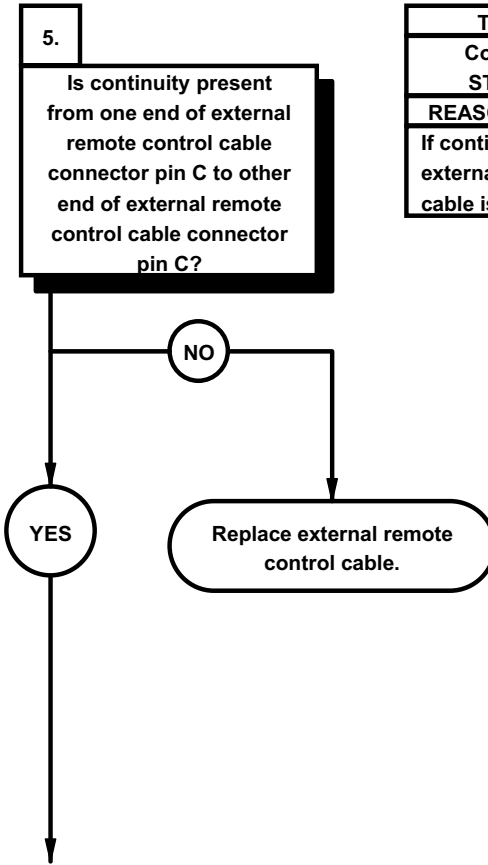 5.
Is continuity present
from one end of external
remote control cable
connector pin C to other
end of external remote
control cable connector
pin C?
NO
YES
Replace external remote
control cable.
T
Co
ST
REASO
If conti
externa
cable is